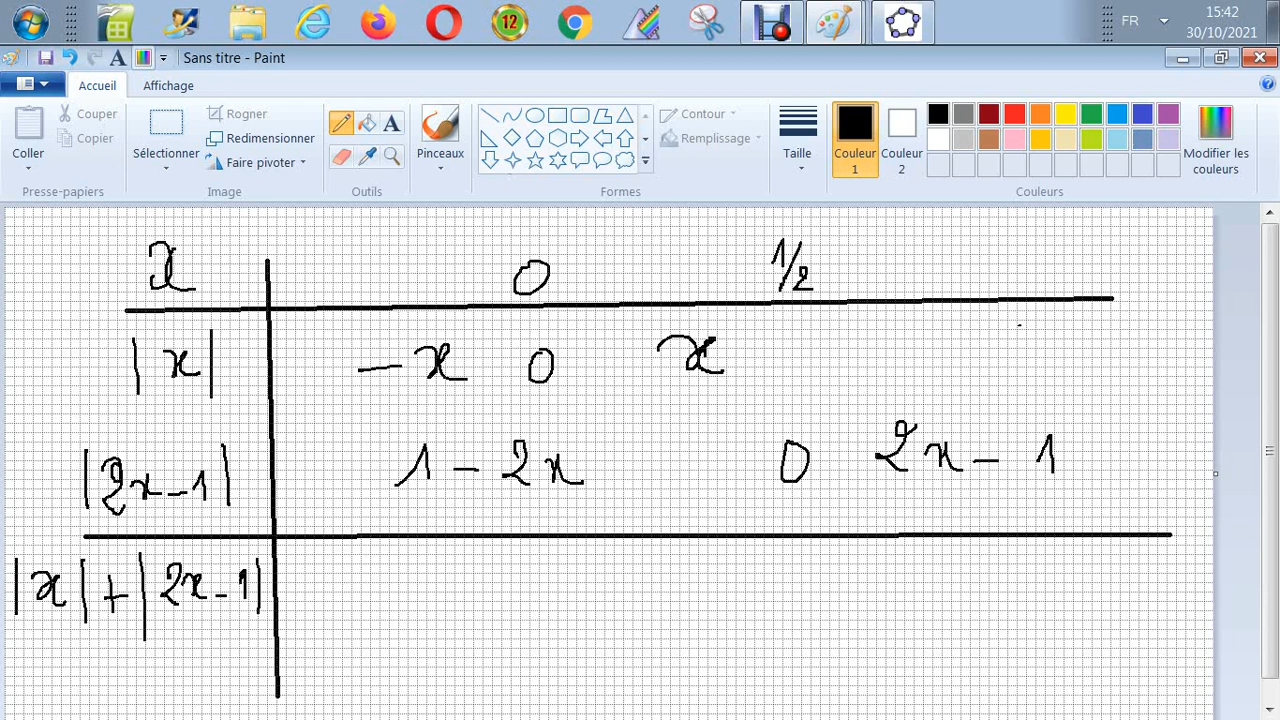 12
FR
15:42
30/10/2021
Sans titre - Paint
Accueil Affichage
Coller
Couper
Copier
Presse-papiers
Sélectionner
Rogner
Redimensionner
Faire pivoter
Image
A
Outils
Pinceaux
Contour
Remplissage
Formes
Taille
Couleur 1
Couleur 2
Modifier les couleurs
Couleurs
x 0 1/2
|x| -x 0 x
|2x-1| 1-2x 0 2x-1
|x|+|2x-1|